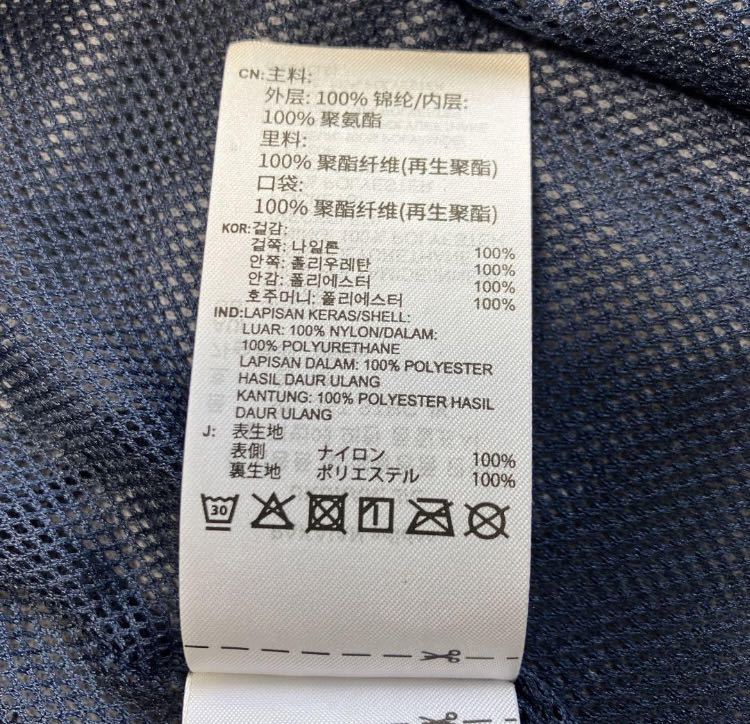 CN:主料:
外层: 100% 锦纶/内层:
100% 聚氨酯
里料:
100% 聚酯纤维(再生聚酯)
口袋:
100% 聚酯纤维(再生聚酯)
KOR:겉감:
겉쪽: 나일론 100%
안쪽: 폴리우레탄 100%
안감: 폴리에스터 100%
호주머니: 폴리에스터 100%
IND:LAPISAN KERAS/SHELL:
LUAR: 100% NYLON/DALAM:
100% POLYURETHANE
LAPISAN DALAM: 100% POLYESTER
HASIL DAUR ULANG
KANTUNG: 100% POLYESTER HASIL
DAUR ULANG
J: 表生地
表側 ナイロン 100%
裏生地 ポリエステル 100%
30